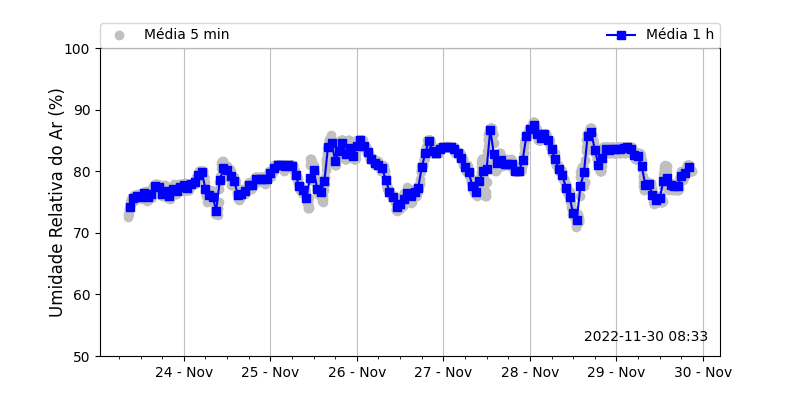 Média 5 min
Média 1 h
Umidade Relativa do Ar (%)
100
90
80
70
60
50
2022-11-30 08:33
24 - Nov
25 - Nov
26 - Nov
27 - Nov
28 - Nov
29 - Nov
30 - Nov